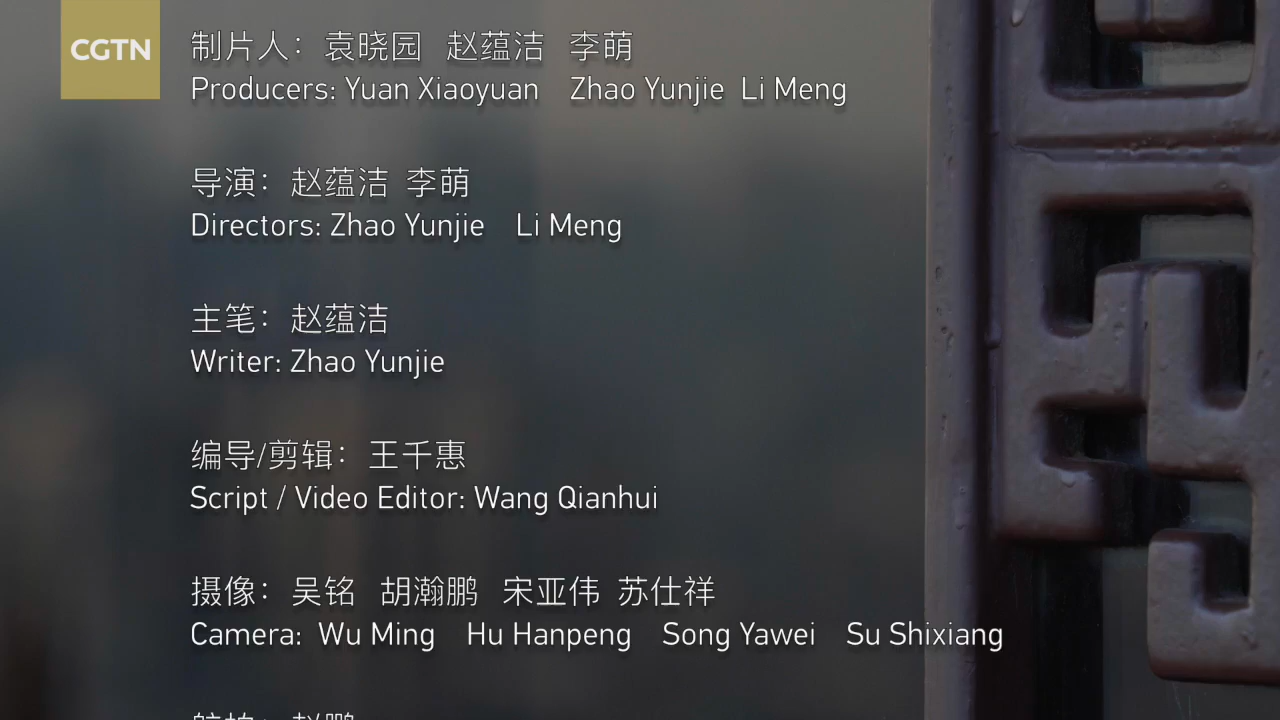 CGTN
制片人：袁晓园 赵蕴洁 李萌
Producers: Yuan Xiaoyuan Zhao Yunjie Li Meng
导演：赵蕴洁 李萌
Directors: Zhao Yunjie Li Meng
主笔：赵蕴洁
Writer: Zhao Yunjie
编导/剪辑：王千惠
Script / Video Editor: Wang Qianhui
摄像：吴铭 胡瀚鹏 宋亚伟 苏仕祥
Camera: Wu Ming Hu Hanpeng Song Yawei Su Shixiang